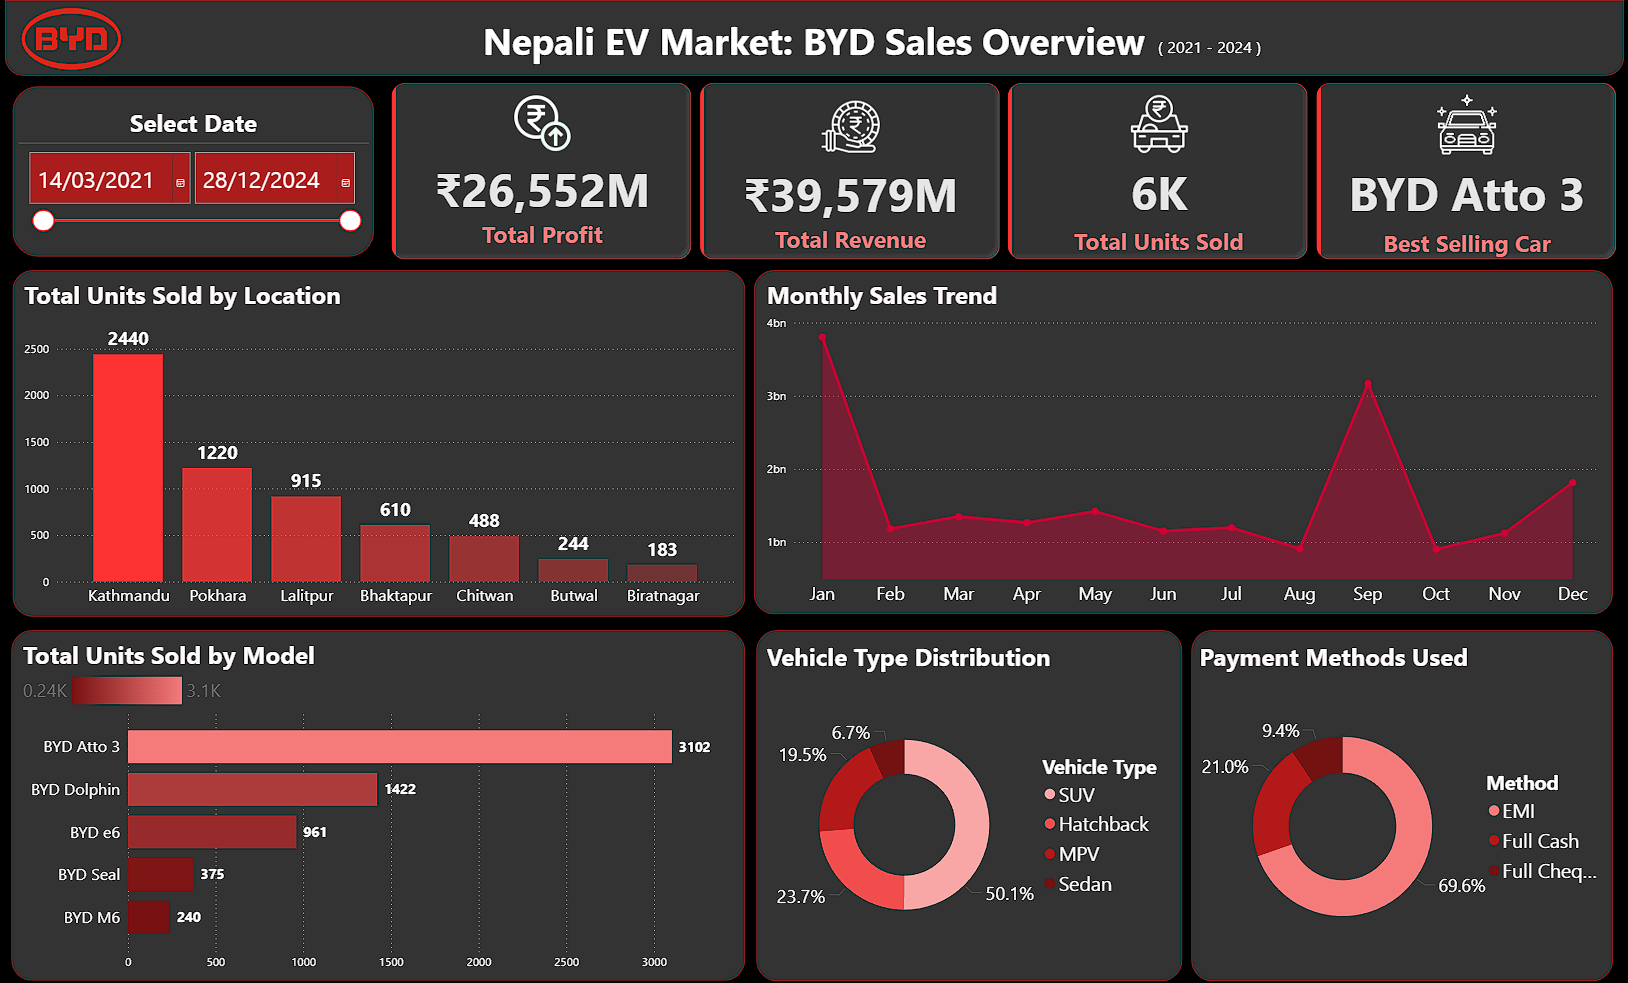 BYD
Nepali EV Market: BYD Sales Overview ( 2021 - 2024 )
Select Date
14/03/2021 28/12/2024
₹26,552M
Total Profit
₹39,579M
Total Revenue
6K
Total Units Sold
BYD Atto 3
Best Selling Car
Total Units Sold by Location
2500
2000
1500
1000
500
0
2440
1220
915
610
488
244
183
Kathmandu Pokhara Lalitpur Bhaktapur Chitwan Butwal Biratnagar
Monthly Sales Trend
4bn
3bn
2bn
1bn
Jan Feb Mar Apr May Jun Jul Aug Sep Oct Nov Dec
Total Units Sold by Model
0.24K 3.1K
BYD Atto 3 3102
BYD Dolphin 1422
BYD e6 961
BYD Seal 375
BYD M6 240
0 500 1000 1500 2000 2500 3000
Vehicle Type Distribution
6.7%
19.5%
23.7%
50.1%
Vehicle Type
SUV
Hatchback
MPV
Sedan
Payment Methods Used
9.4%
21.0%
69.6%
Method
EMI
Full Cash
Full Cheq...